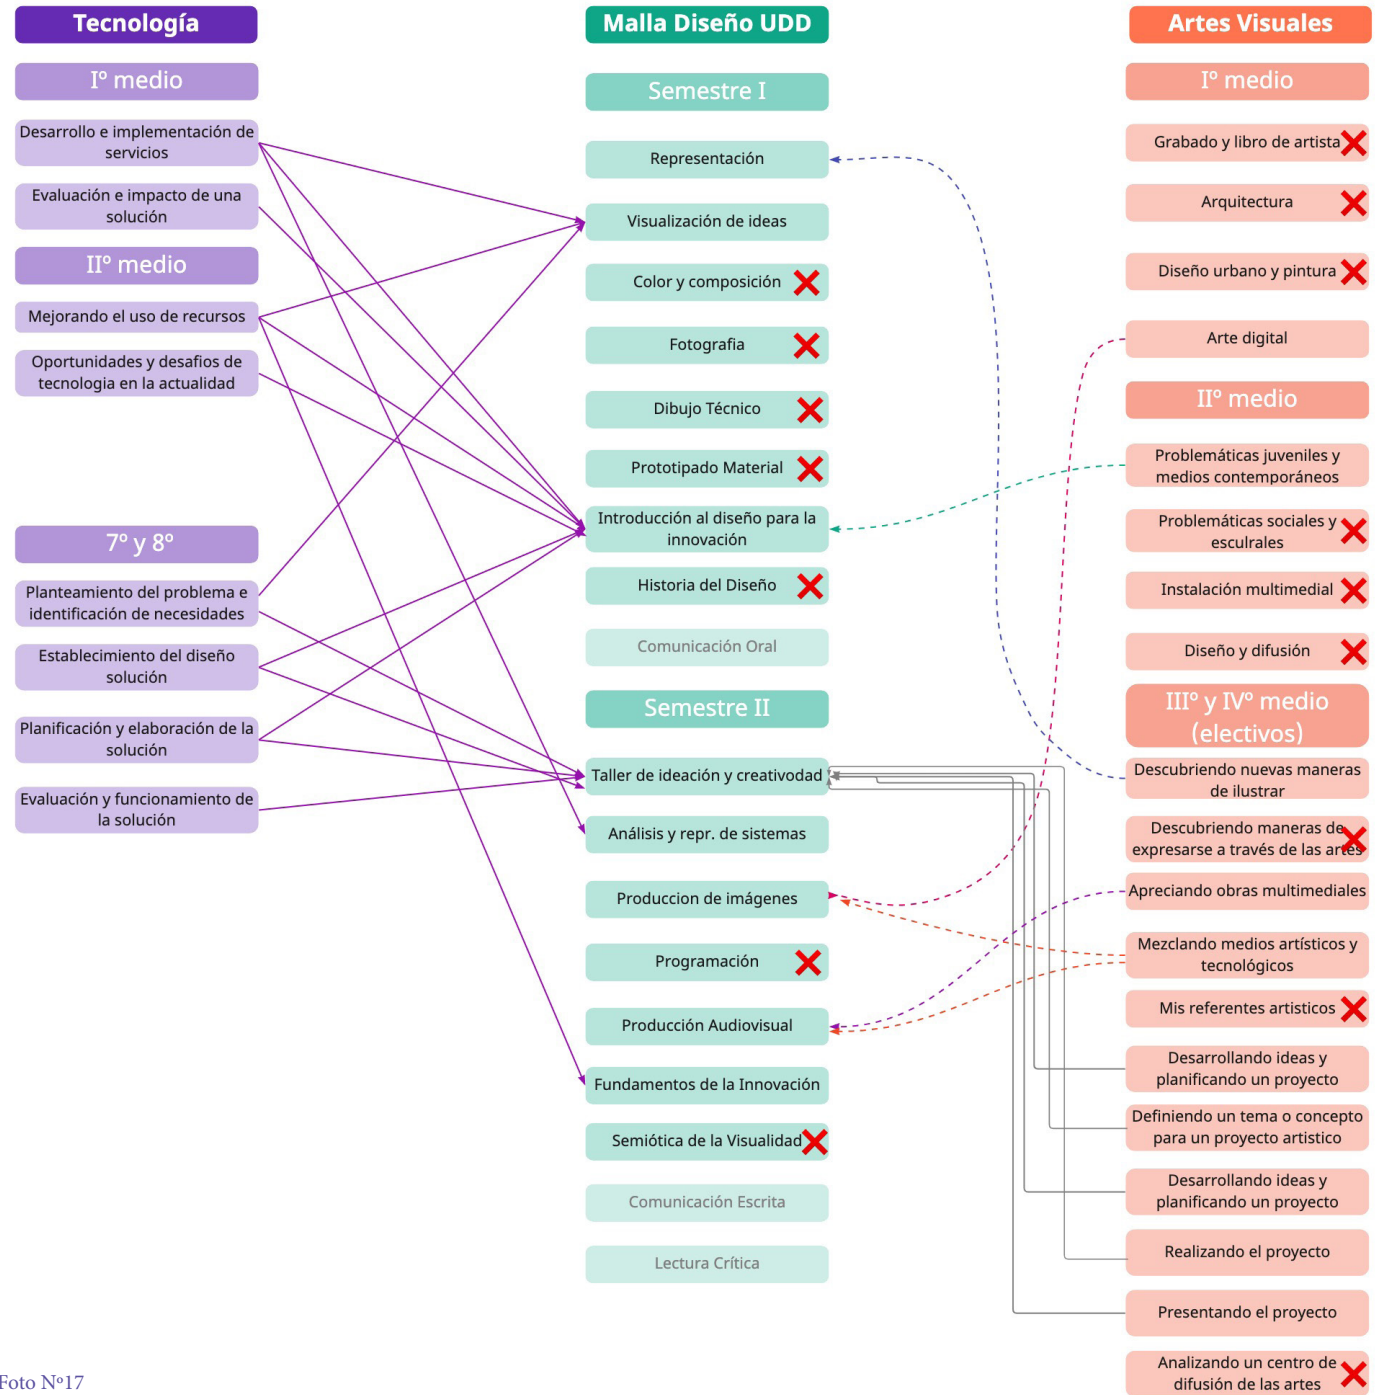 Tecnología
Iº medio
Desarrollo e implementación de
servicios
Evaluación e impacto de una
solución
IIº medio
Mejorando el uso de recursos
Oportunidades y desafios de
tecnologia en la actualidad
7º y 8º
Planteamiento del problema e
identificación de necesidades
Establecimiento del diseño
solución
Planificación y elaboración de la
solución
Evaluación y funcionamiento de
la solución
Malla Diseño UDD
Semestre I
Representación
Visualización de ideas
Color y composición
Fotografia
Dibujo Técnico
Prototipado Material
Introducción al diseño para la
innovación
Historia del Diseño
Comunicación Oral
Semestre II
Taller de ideación y creativodad
Análisis y repr. de sistemas
Produccion de imágenes
Programación
Producción Audiovisual
Fundamentos de la Innovación
Semiótica de la Visualidad
Comunicación Escrita
Lectura Crítica
Artes Visuales
Iº medio
Grabado y libro de artista
Arquitectura
Diseño urbano y pintura
Arte digital
IIº medio
Problemáticas juveniles y
medios contemporáneos
Problemáticas sociales y
esculrales
Instalación multimedial
Diseño y difusión
IIIº y IVº medio
(electivos)
Descubriendo nuevas maneras
de ilustrar
Descubriendo maneras de
expresarse a través de las artes
Apreciando obras multimediales
Mezclando medios artísticos y
tecnológicos
Mis referentes artisticos
Desarrollando ideas y
planificando un proyecto
Definiendo un tema o concepto
para un proyecto artistico
Desarrollando ideas y
planificando un proyecto
Realizando el proyecto
Presentando el proyecto
Analizando un centro de
difusión de las artes
Foto Nº17